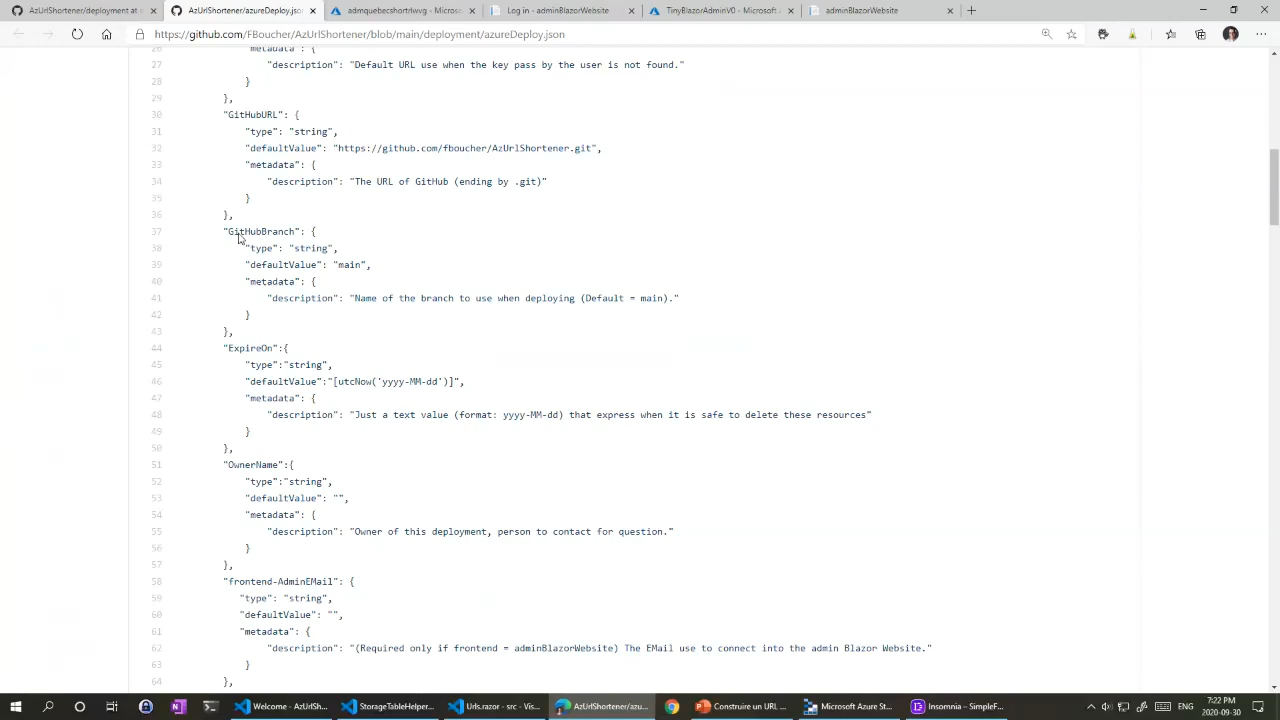 AzUrlShortener/deployment at
AzUrlShortener/azureDeploy.json
admquebecshortrlwg - Microsoft
Log in - adminBlazorWebsite
TinyBlazorAdminV0 - Microsoft
adminBlazorWebsite
https://github.com/FBoucher/AzUrlShortener/blob/main/deployment/azureDeploy.json
26 "metadata": {
27 "description": "Default URL use when the key pass by the user is not found."
28 }
29 },
30 "GitHubURL": {
31 "type": "string",
32 "defaultValue": "https://github.com/fboucher/AzUrlShortener.git",
33 "metadata": {
34 "description": "The URL of GitHub (ending by .git)"
35 }
36 },
37 "GitHubBranch": {
38 "type": "string",
39 "defaultValue": "main",
40 "metadata": {
41 "description": "Name of the branch to use when deploying (Default = main)."
42 }
43 },
44 "ExpireOn":{
45 "type":"string",
46 "defaultValue":"[utcNow('yyyy-MM-dd')]",
47 "metadata": {
48 "description": "Just a text value (format: yyyy-MM-dd) that express when it is safe to delete these resources"
49 }
50 },
51 "OwnerName":{
52 "type":"string",
53 "defaultValue": "",
54 "metadata": {
55 "description": "Owner of this deployment, person to contact for question."
56 }
57 },
58 "frontend-AdminEMail": {
59 "type": "string",
60 "defaultValue": "",
61 "metadata": {
62 "description": "(Required only if frontend = adminBlazorWebsite) The EMail use to connect into the admin Blazor Website."
63 }
64 },
Welcome - AzUrlSh...
StorageTableHelper...
Urls.razor - src - Vis...
AzUrlShortener/azu...
Construire un URL ...
Microsoft Azure St...
Insomnia – SimpleF...
ENG
7:22 PM
2020-09-30